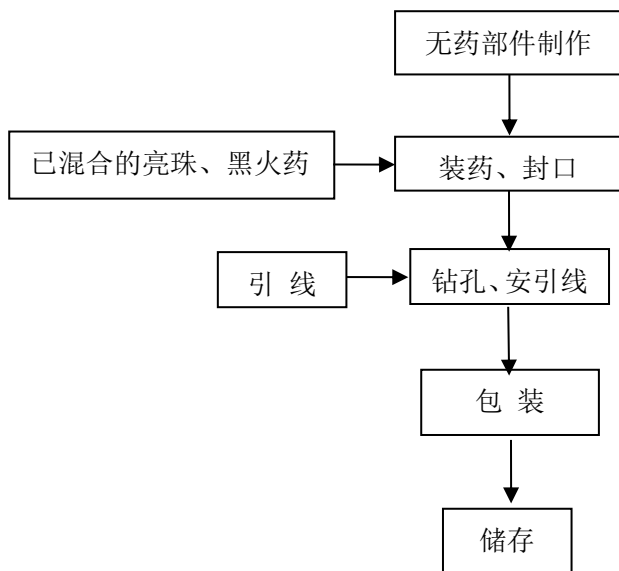 无药部件制作
已混合的亮珠、黑火药
装药、封口
引 线
钻孔、安引线
包 装
储存